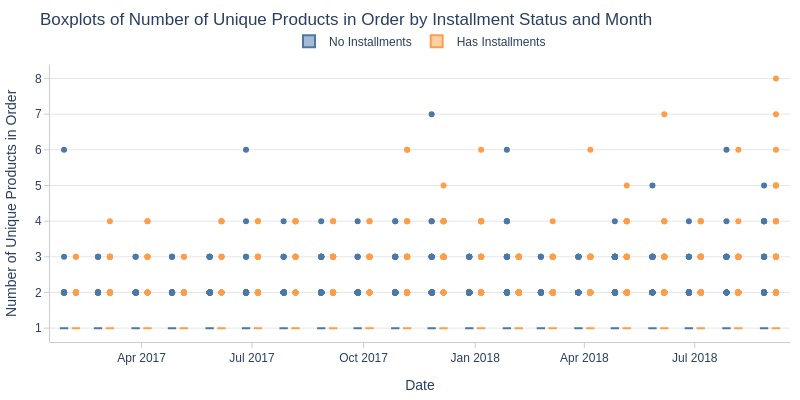 Boxplots of Number of Unique Products in Order by Installment Status and Month
No Installments
Has Installments
Number of Unique Products in Order
8
7
6
5
4
3
2
1
Apr 2017
Jul 2017
Oct 2017
Jan 2018
Apr 2018
Jul 2018
Date